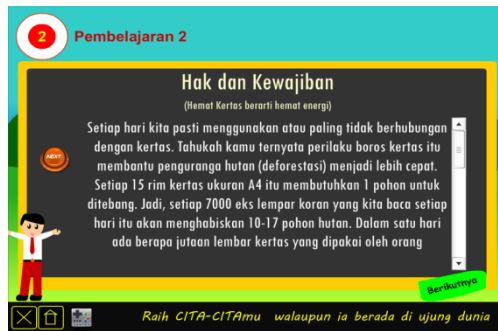 2
Pembelajaran 2
Hak dan Kewajiban
(Hemat Kertas berarti hemat energi)
Setiap hari kita pasti menggunakan atau paling tidak berhubungan
dengan kertas. Tahukah kamu ternyata perilaku boros kertas itu
membantu penguranga hutan (deforestasi) menjadi lebih cepat.
Setiap 15 rim kertas ukuran A4 itu membutuhkan 1 pohon untuk
ditebang. Jadi, setiap 7000 eks lempar koran yang kita baca setiap
hari itu akan menghabiskan 10-17 pohon hutan. Dalam satu hari
ada berapa jutaan lembar kertas yang dipakai oleh orang
NEXT
Berikutnya
Raih CITA-CITAmu walaupun ia berada di ujung dunia